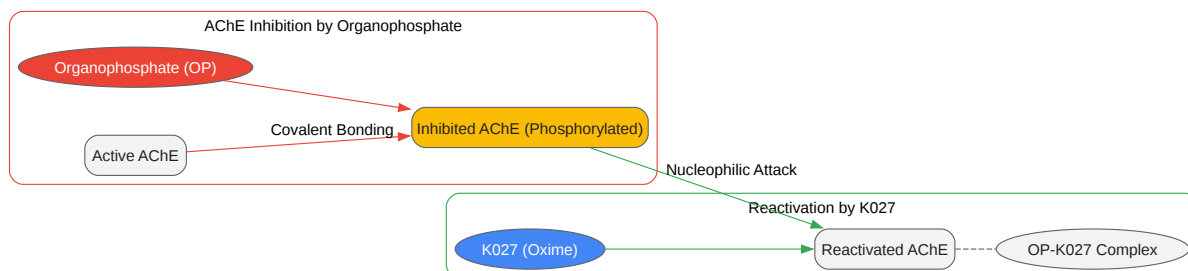 AChE Inhibition by Organophosphate
Organophosphate (OP)
Covalent Bonding
Inhibited AChE (Phosphorylated)
Active AChE
Nucleophilic Attack
Reactivation by K027
K027 (Oxime)
Reactivated AChE
OP-K027 Complex